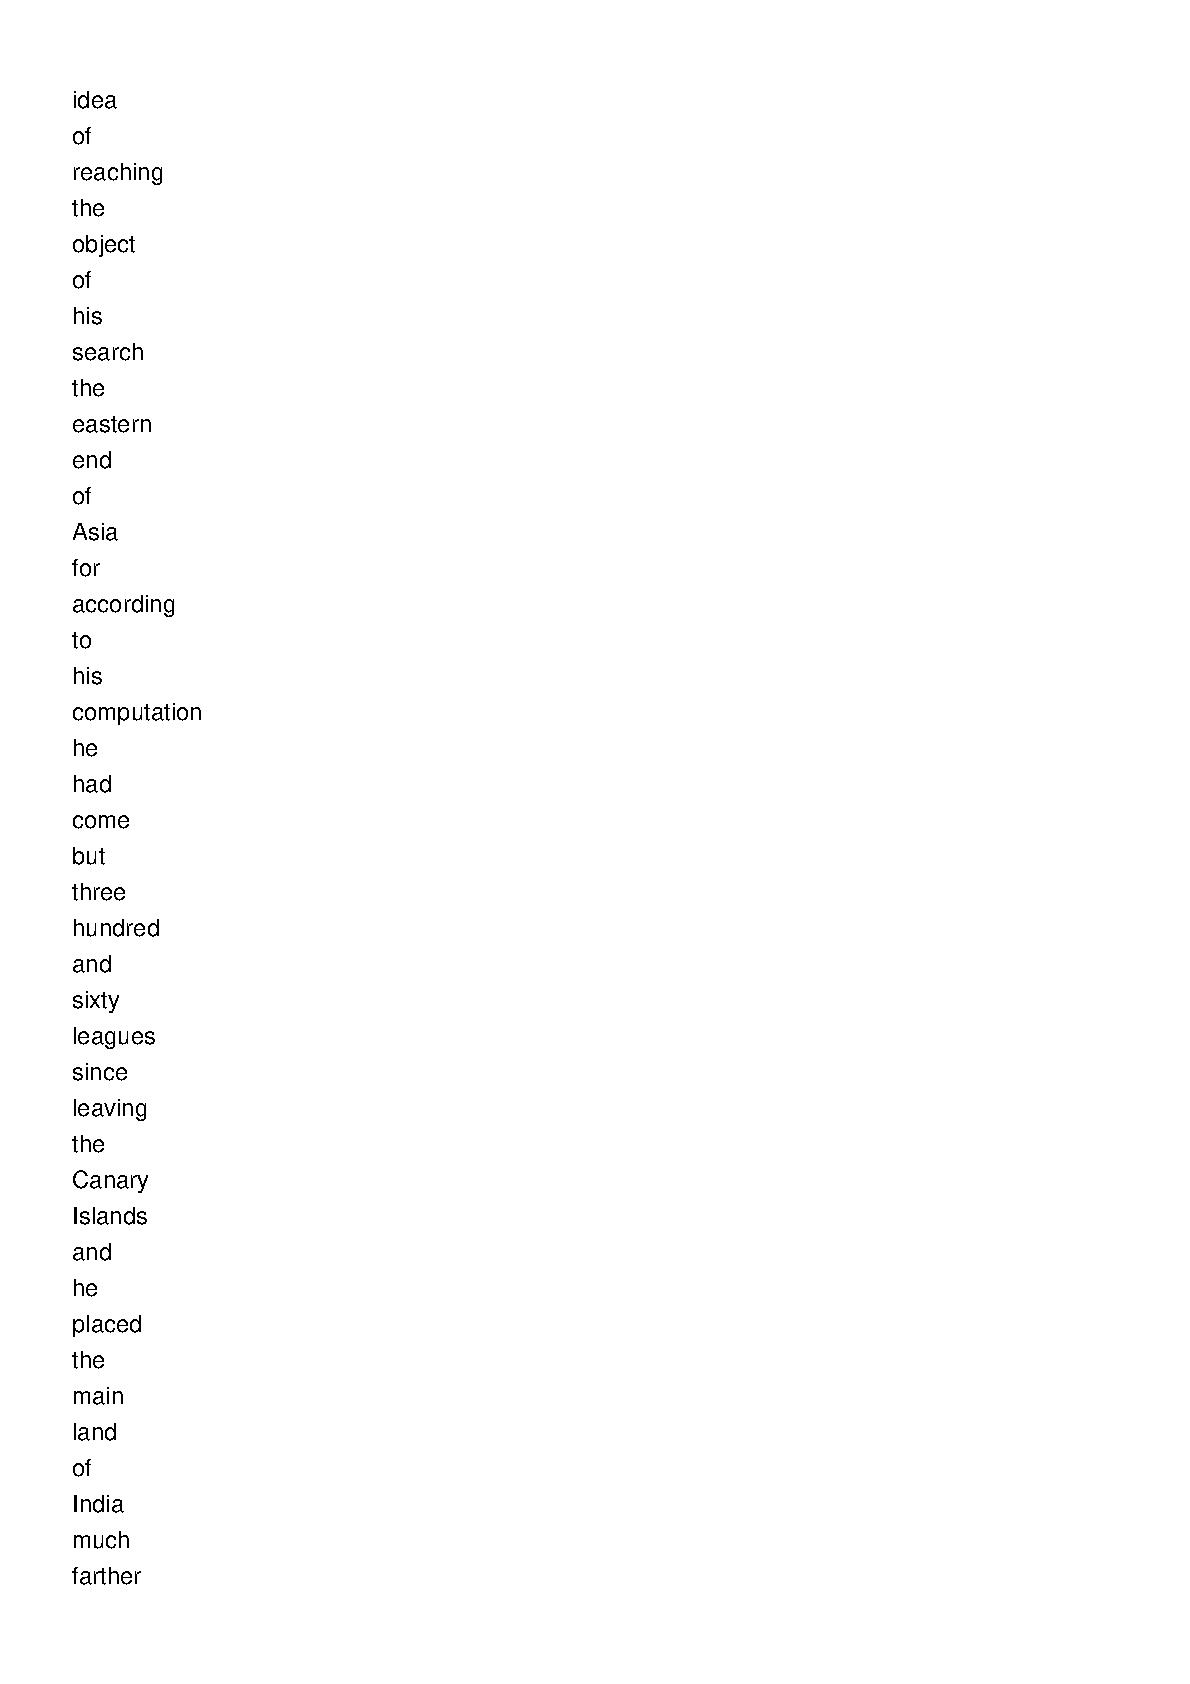 idea
of
reaching
the
object
of
his
search
the
eastern
end
of
Asia
for
according
to
his
computation
he
had
come
but
three
hundred
and
sixty
leagues
since
leaving
the
Canary
Islands
and
he
placed
the
main
land
of
India
much
farther